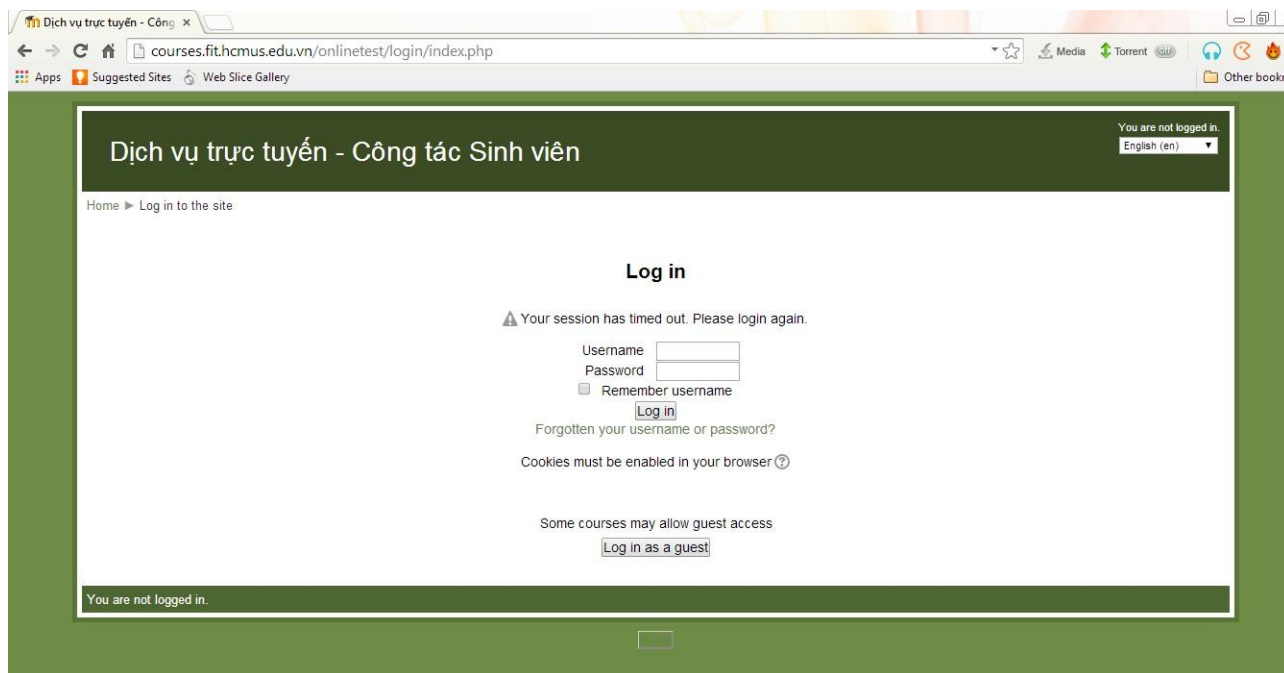 Dịch vụ trực tuyến - Công
courses.fit.hcmus.edu.vn/onlinetest/login/index.php
Media Torrent
Apps Suggested Sites Web Slice Gallery Other bookr
You are not logged in.
Dịch vụ trực tuyến - Công tác Sinh viên
English (en)
Home ► Log in to the site
Log in
Your session has timed out. Please login again.
Username
Password
Remember username
Log in
Forgotten your username or password?
Cookies must be enabled in your browser
Some courses may allow guest access
Log in as a guest
You are not logged in.